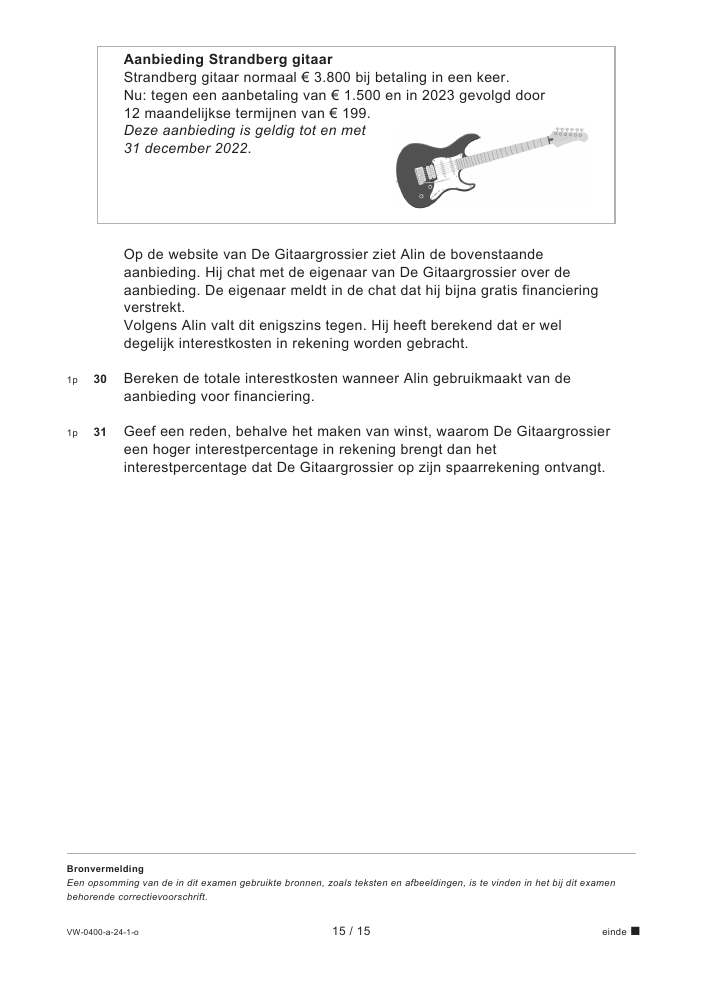 Aanbieding Strandberg gitaar
Strandberg gitaar normaal € 3.800 bij betaling in een keer.
Nu: tegen een aanbetaling van € 1.500 en in 2023 gevolgd door
12 maandelijkse termijnen van € 199.
Deze aanbieding is geldig tot en met
31 december 2022.
Op de website van De Gitaargrossier ziet Alin de bovenstaande
aanbieding. Hij chat met de eigenaar van De Gitaargrossier over de
aanbieding. De eigenaar meldt in de chat dat hij bijna gratis financiering
verstrekt.
Volgens Alin valt dit enigszins tegen. Hij heeft berekend dat er wel
degelijk interestkosten in rekening worden gebracht.
1p 30 Bereken de totale interestkosten wanneer Alin gebruikmaakt van de
aanbieding voor financiering.
1p 31 Geef een reden, behalve het maken van winst, waarom De Gitaargrossier
een hoger interestpercentage in rekening brengt dan het
interestpercentage dat De Gitaargrossier op zijn spaarrekening ontvangt.
Bronvermelding
Een opsomming van de in dit examen gebruikte bronnen, zoals teksten en afbeeldingen, is te vinden in het bij dit examen
behorende correctievoorschrift.
VW-0400-a-24-1-o 15 / 15 einde ■